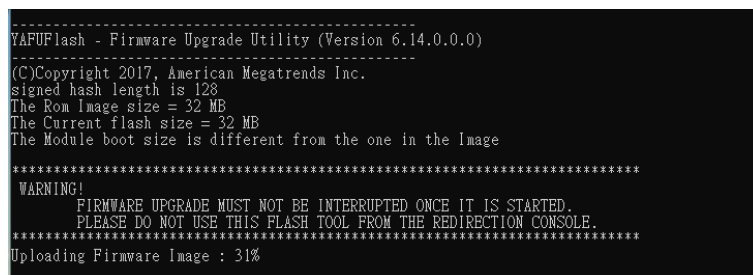 -------------------------------------------------
YAFUFlash - Firmware Upgrade Utility (Version 6.14.0.0.0)
-------------------------------------------------
(C)Copyright 2017, American Megatrends Inc.
signed hash length is 128
The Rom Image size = 32 MB
The Current flash size = 32 MB
The Module boot size is different from the one in the Image
*****************************************************************************
WARNING!
FIRMWARE UPGRADE MUST NOT BE INTERRUPTED ONCE IT IS STARTED.
PLEASE DO NOT USE THIS FLASH TOOL FROM THE REDIRECTION CONSOLE.
*****************************************************************************
Uploading Firmware Image : 31%